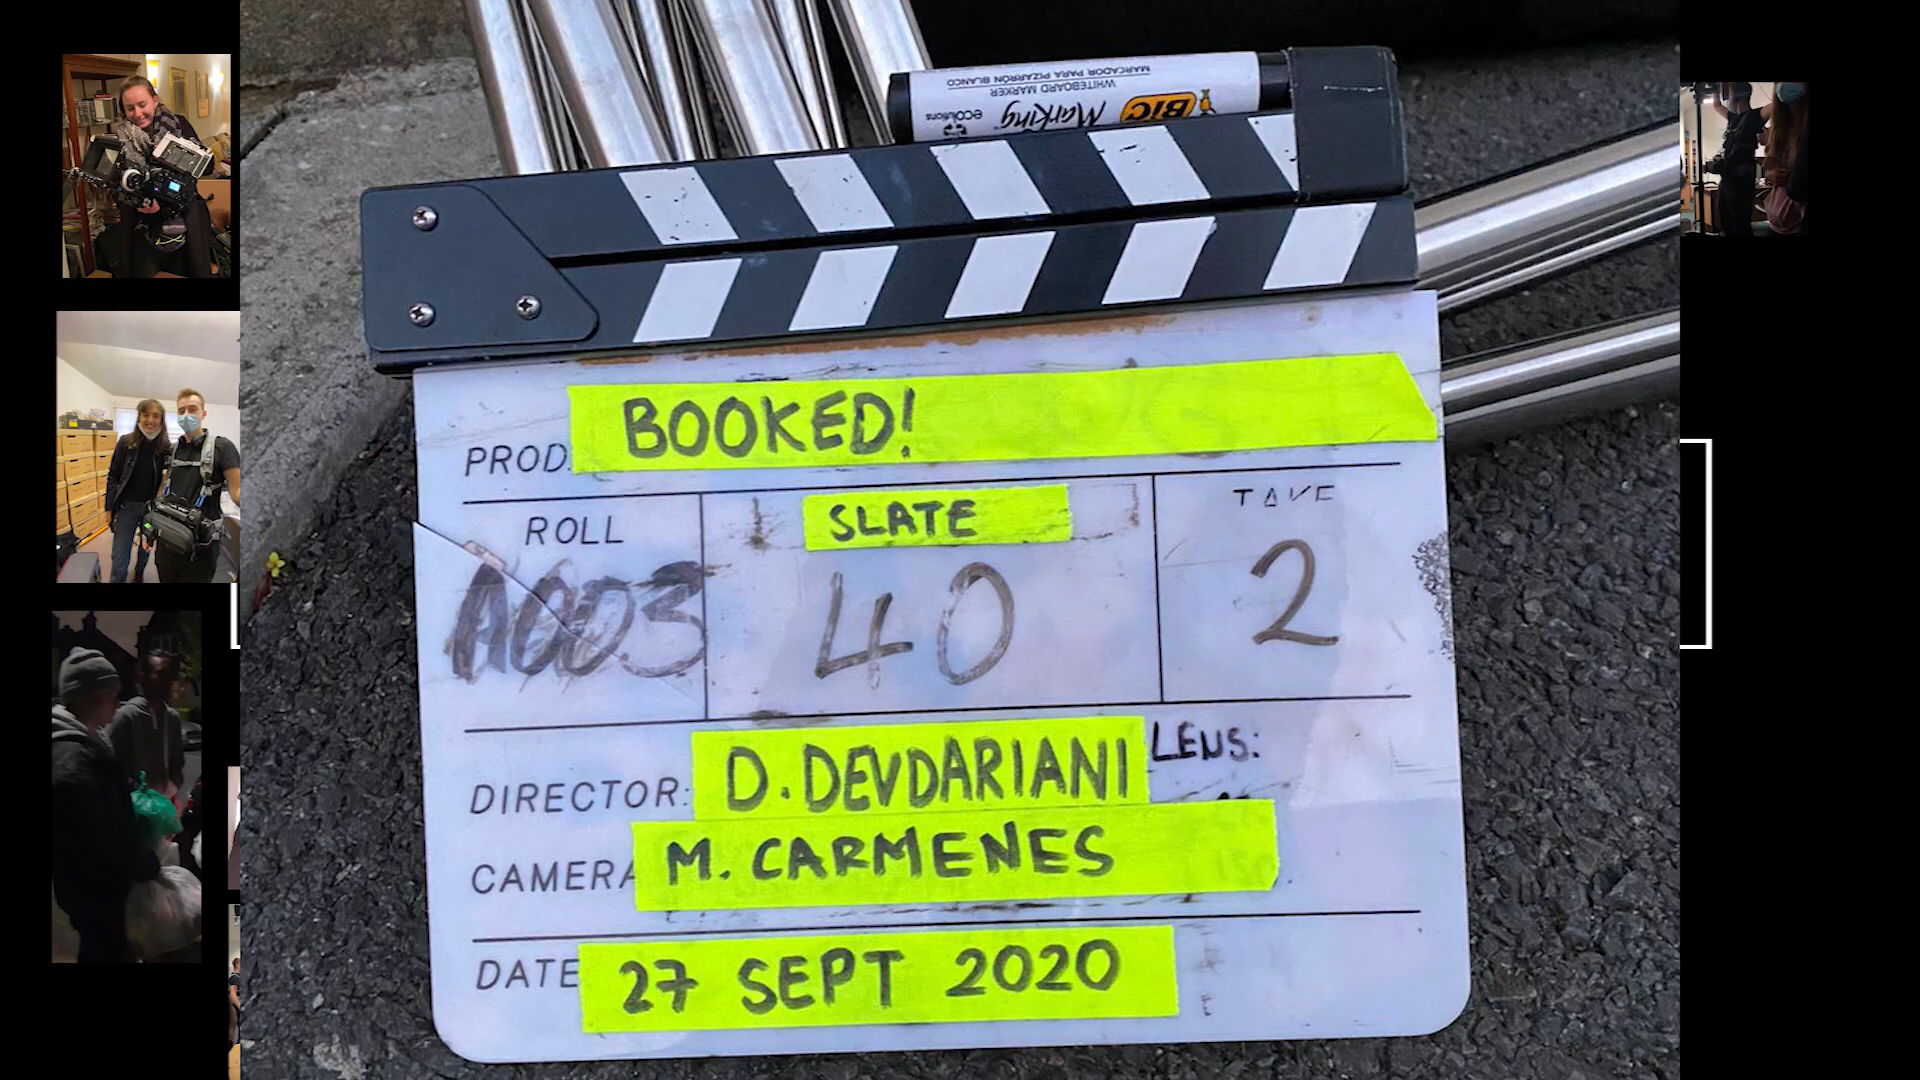 MARCADOR PARA PIZARRÓN BLANCO
WHITEBOARD MARKER
BIC Marking ecolutions
PROD. BOOKED!
ROLL SLATE TAKE
A003 40 2
DIRECTOR: D. DEVDARIANI LENS:
CAMERA M. CARMENES
DATE 27 SEPT 2020